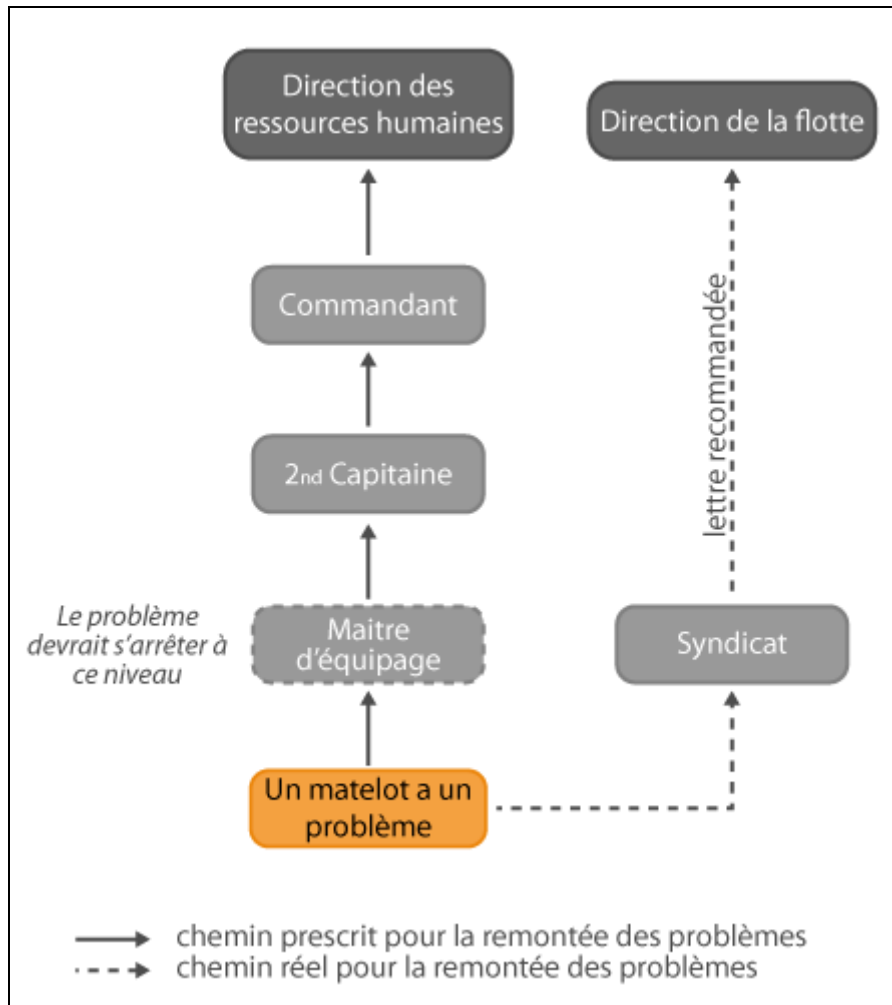 Direction des
ressources humaines
Direction de la flotte
Commandant
lettre recommandée
2nd Capitaine
Le problème
devrait s'arrêter à
ce niveau
Maitre
d'équipage
Syndicat
Un matelot a un
problème
chemin prescrit pour la remontée des problèmes
chemin réel pour la remontée des problèmes